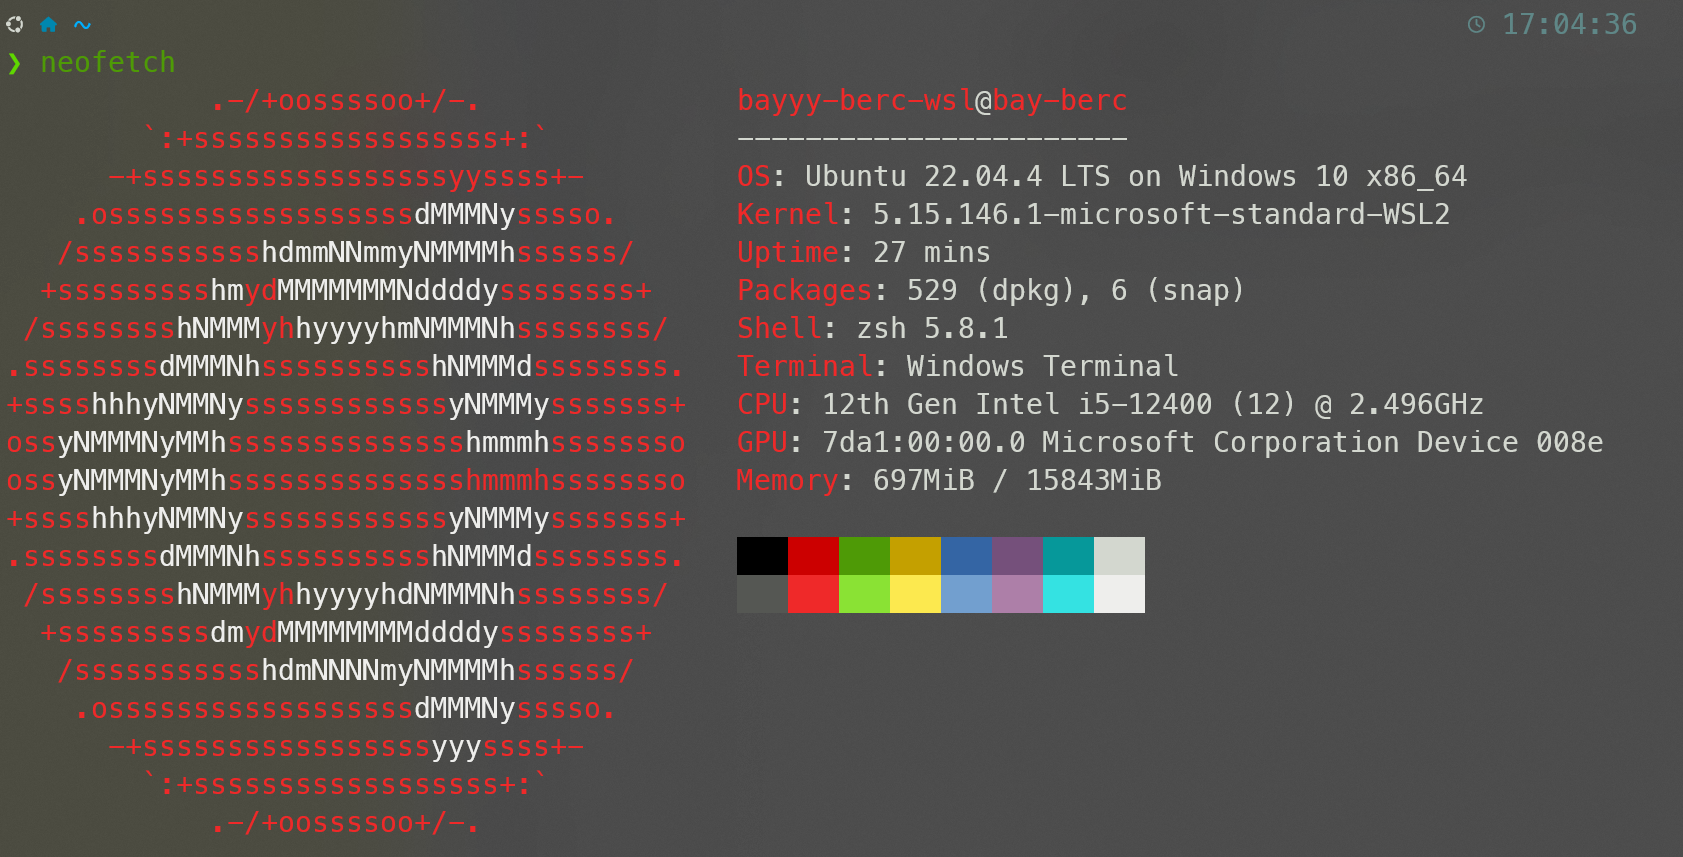 ~ 17:04:36
❯ neofetch
.-/+oossssoo+/-.
`:+ssssssssssssssssss+:`
-+ssssssssssssssssssyyssss+-
.ossssssssssssssssssdMMMNysssso.
/ssssssssssshdmmNNmmyNMMMMhssssss/
+ssssssssshmydMMMMMMMNddddyssssssss+
/sssssssshNMMMyhhyyyyhmNMMMNhssssssss/
.ssssssssdMMMNhsssssssssshNMMMdssssssss.
+sssshhhyNMMNyssssssssssssyNMMMysssssss+
ossyNMMMNyMMhsssssssssssssshmmmhssssssso
ossyNMMMNyMMhsssssssssssssshmmmhssssssso
+sssshhhyNMMNyssssssssssssyNMMMysssssss+
.ssssssssdMMMNhsssssssssshNMMMdssssssss.
/sssssssshNMMMyhhyyyyhdNMMMNhssssssss/
+sssssssssdmydMMMMMMMMddddyssssssss+
/ssssssssssshdmNNNNmyNMMMMhssssss/
.ossssssssssssssssssdMMMNysssso.
-+sssssssssssssssssyyyssss+-
`:+ssssssssssssssssss+:`
.-/+oossssoo+/-.
bayyy-berc-wsl@bay-berc
-----------------------
OS: Ubuntu 22.04.4 LTS on Windows 10 x86_64
Kernel: 5.15.146.1-microsoft-standard-WSL2
Uptime: 27 mins
Packages: 529 (dpkg), 6 (snap)
Shell: zsh 5.8.1
Terminal: Windows Terminal
CPU: 12th Gen Intel i5-12400 (12) @ 2.496GHz
GPU: 7da1:00:00.0 Microsoft Corporation Device 008e
Memory: 697MiB / 15843MiB